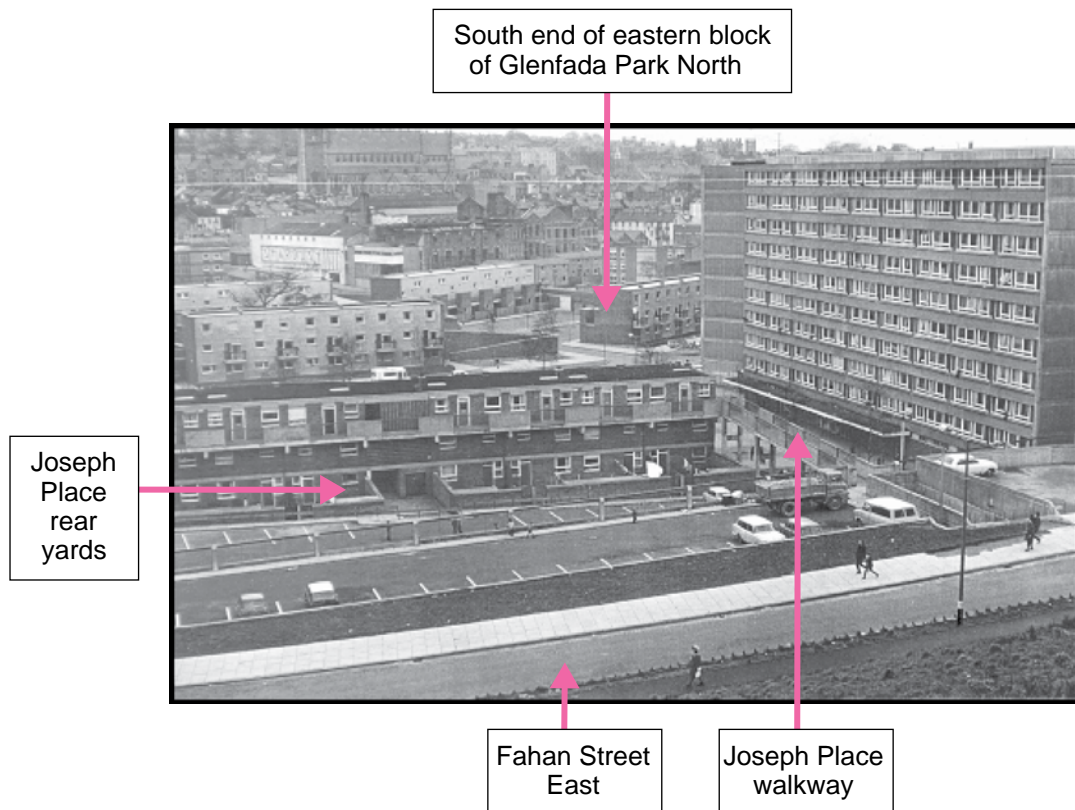 South end of eastern block
of Glenfada Park North
Joseph
Place
rear
yards
Fahan Street
East
Joseph Place
walkway